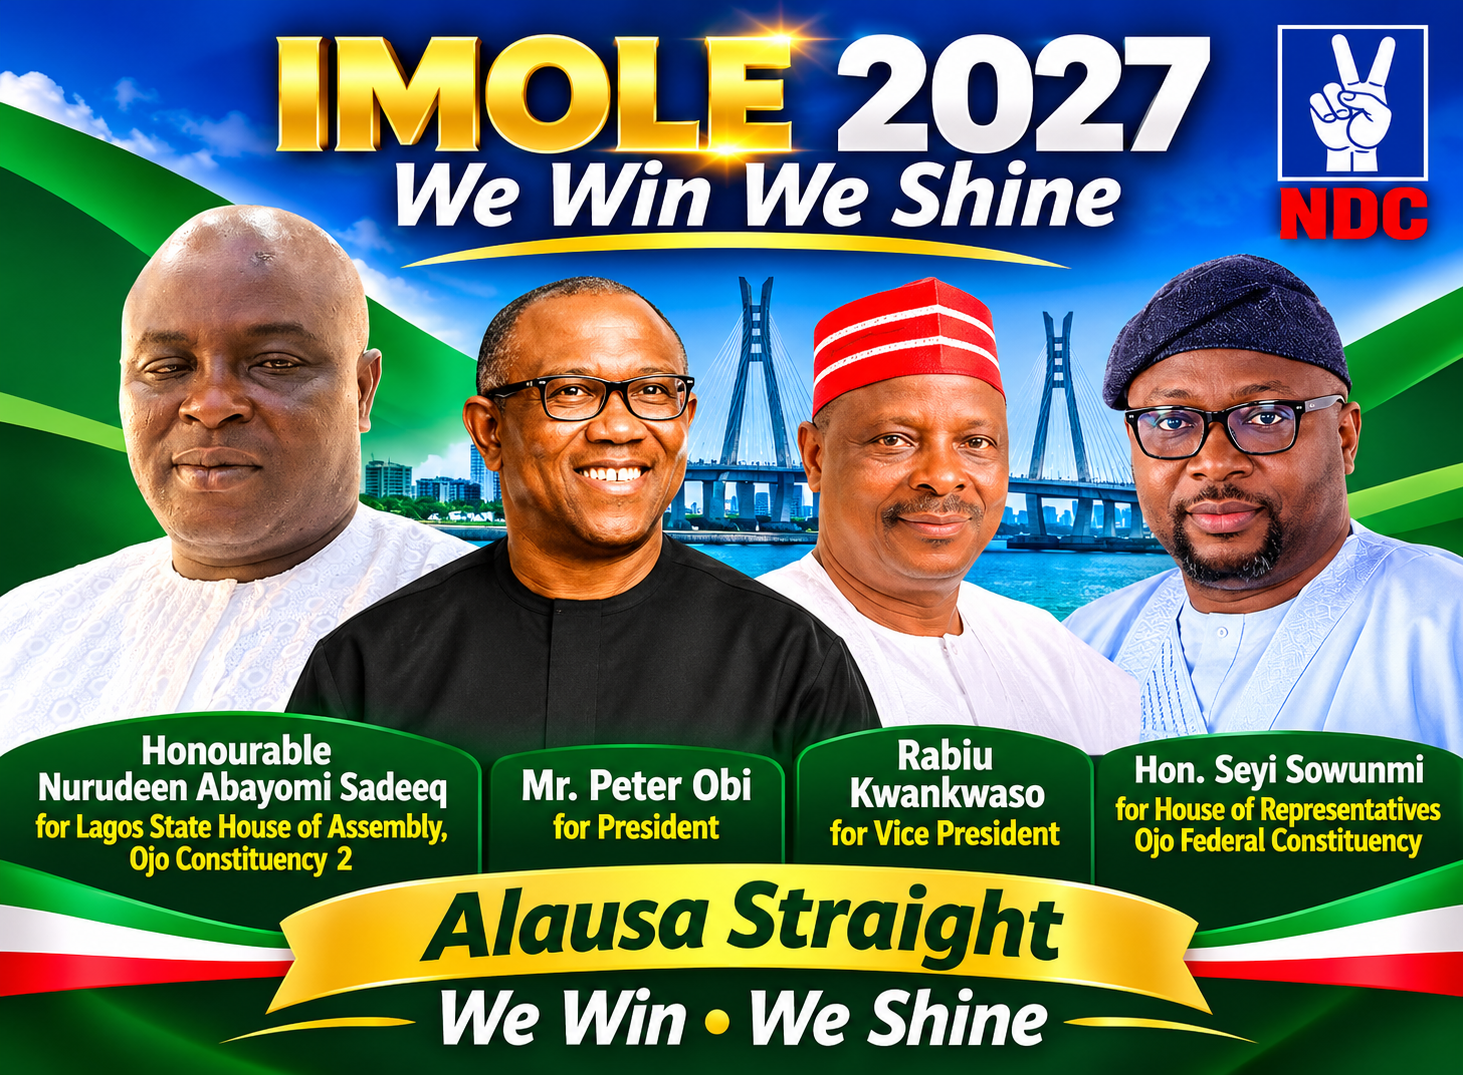 IMOLE 2027
We Win We Shine
NDC
Honourable
Nurudeen Abayomi Sadeeq
for Lagos State House of Assembly,
Ojo Constituency 2
Mr. Peter Obi
for President
Rabiu
Kwankwaso
for Vice President
Hon. Seyi Sowunmi
for House of Representatives
Ojo Federal Constituency
Alausa Straight
We Win • We Shine